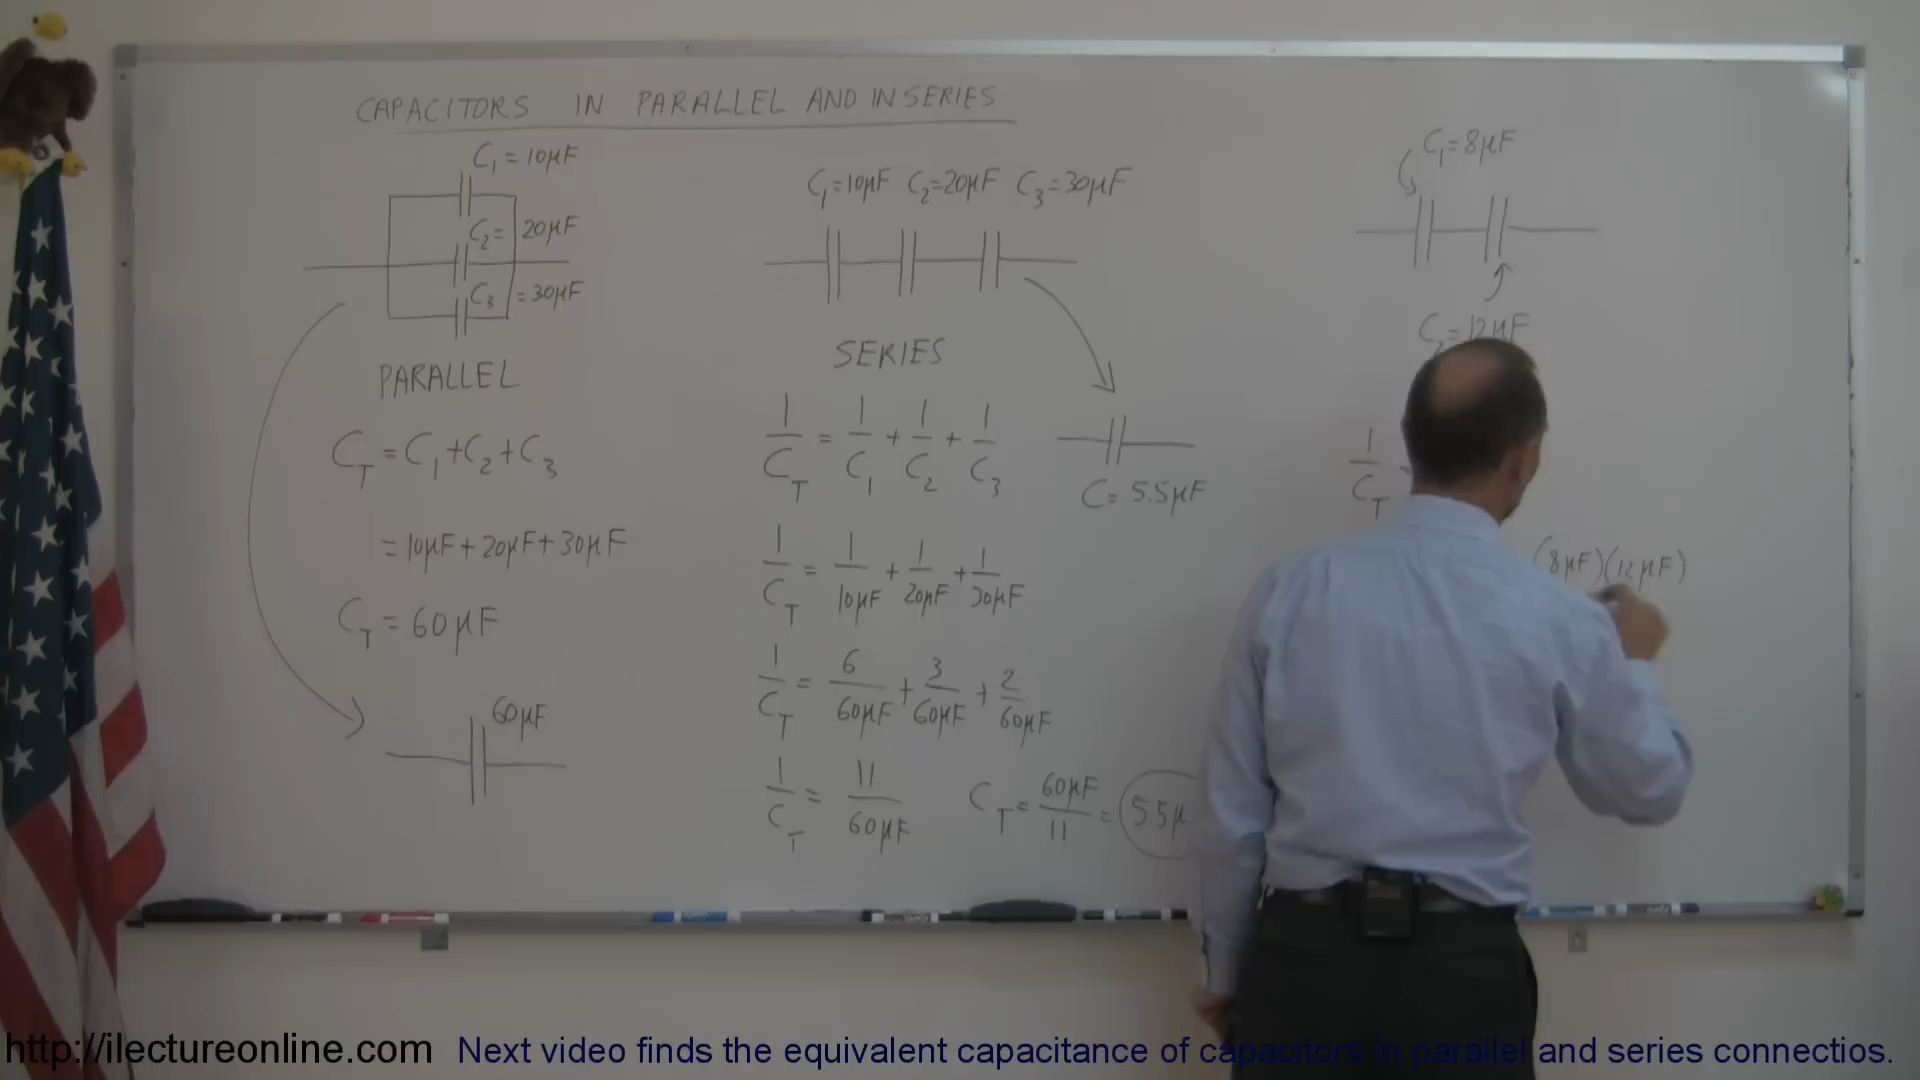 CAPACITORS IN PARALLEL AND IN SERIES
C₁ = 10μF
C₂ = 20μF
C₃ = 30μF
PARALLEL
C_T = C₁ + C₂ + C₃
= 10μF + 20μF + 30μF
C_T = 60μF
60μF
C₁=10μF C₂=20μF C₃=30μF
SERIES
1/C_T = 1/C₁ + 1/C₂ + 1/C₃
C = 5.5μF
1/C_T = 1/10μF + 1/20μF + 1/30μF
1/C_T = 6/60μF + 3/60μF + 2/60μF
1/C_T = 11/60μF
C_T = 60μF/11 = 5.5μ
C₁=8μF
C₂=12μF
1/C_T =
(8μF)(12μF)
http://ilectureonline.com Next video finds the equivalent capacitance of capacitors in parallel and series connectios.